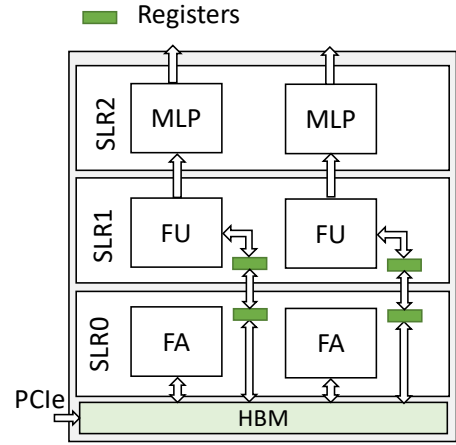 Registers
SLR2
MLP
MLP
SLR1
FU
FU
SLR0
FA
FA
PCIe
HBM